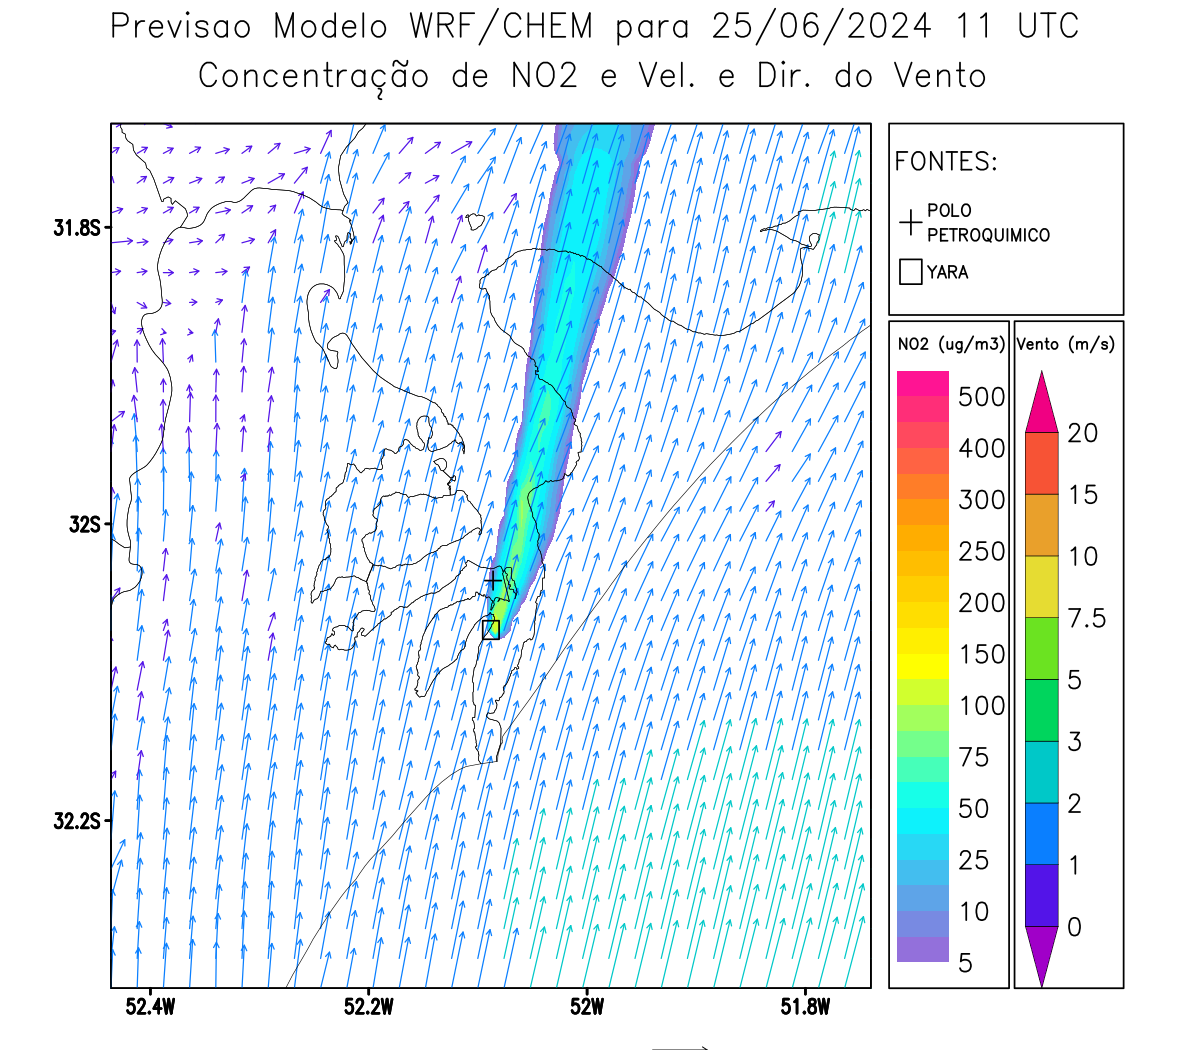 Previsao Modelo WRF/CHEM para 25/06/2024 11 UTC
Concentração de NO2 e Vel. e Dir. do Vento
FONTES:
POLO
PETROQUIMICO
YARA
31.8S
32S
32.2S
52.4W
52.2W
52W
51.8W
NO2 (ug/m3)
500
400
300
250
200
150
100
75
50
25
10
5
Vento (m/s)
20
15
10
7.5
5
3
2
1
0